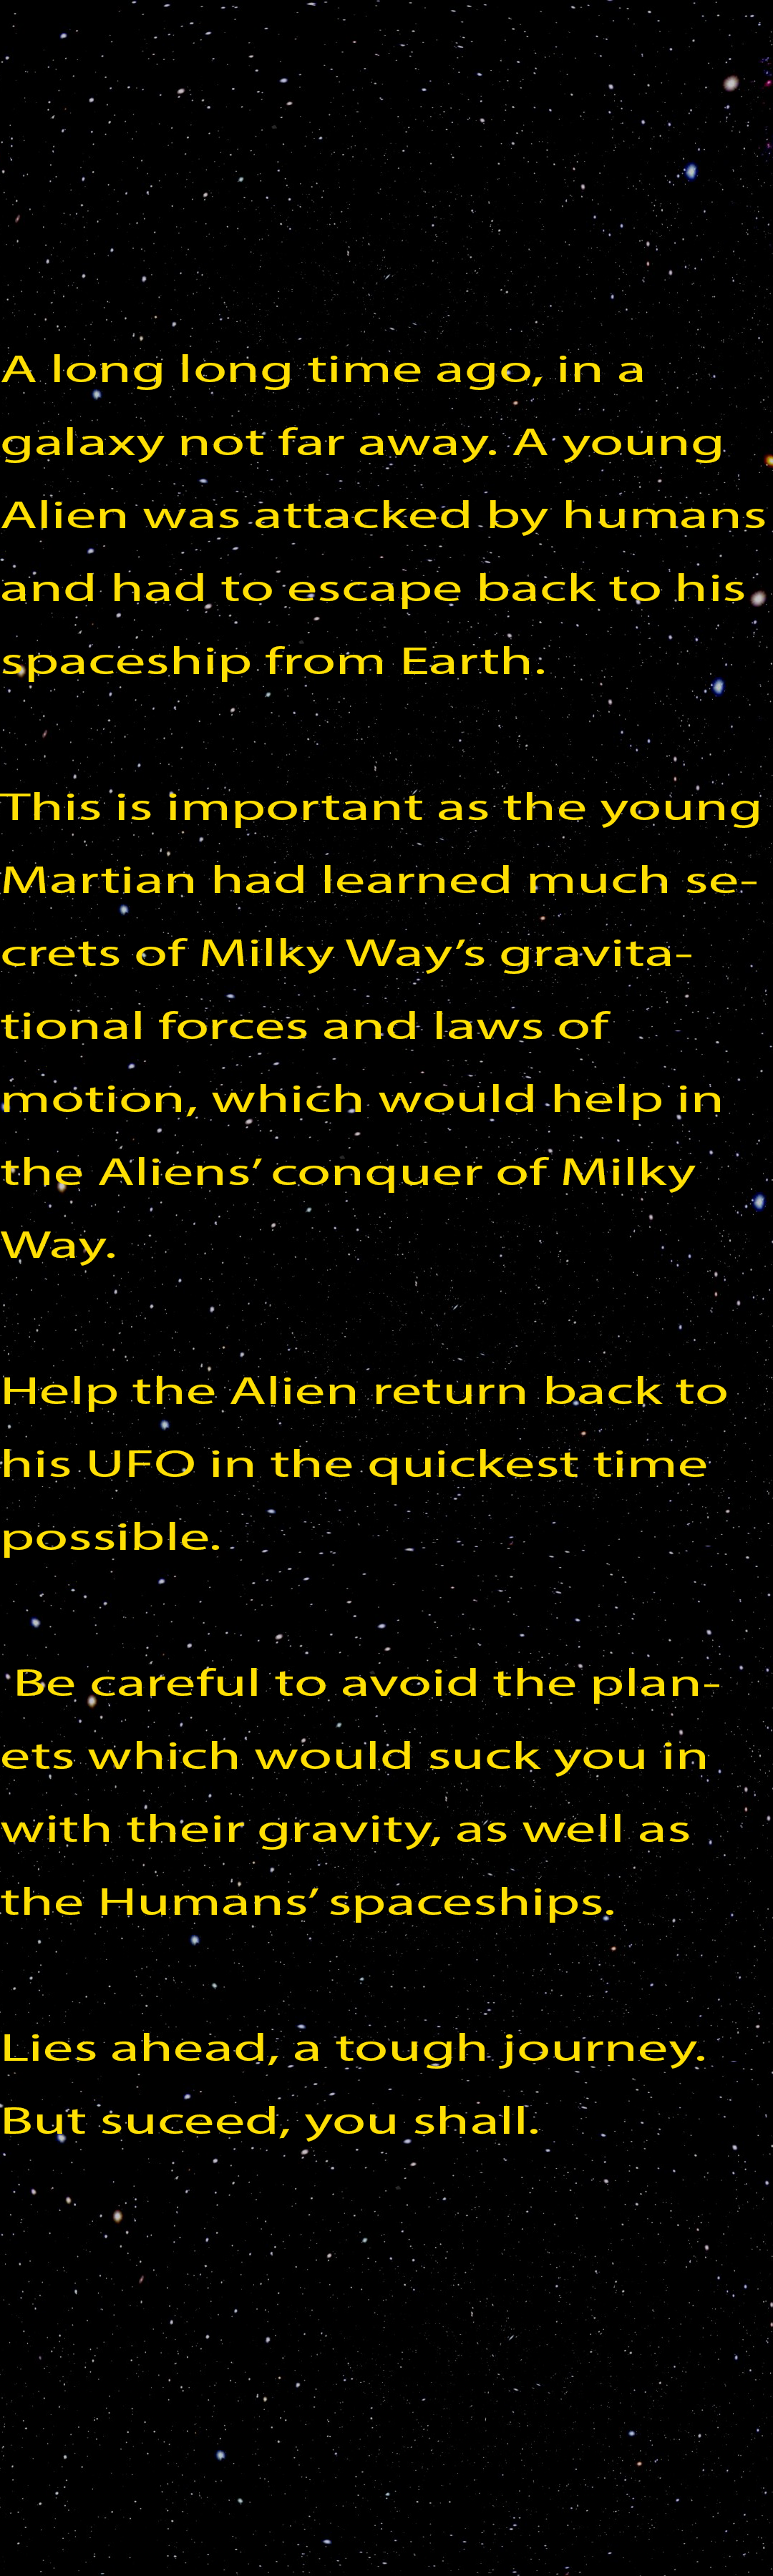 A long long time ago, in a
galaxy not far away. A young
Alien was attacked by humans
and had to escape back to his
spaceship from Earth.
This is important as the young
Martian had learned much se-
crets of Milky Way’s gravita-
tional forces and laws of
motion, which would help in
the Aliens’ conquer of Milky
Way.
Help the Alien return back to
his UFO in the quickest time
possible.
Be careful to avoid the plan-
ets which would suck you in
with their gravity, as well as
the Humans’ spaceships.
Lies ahead, a tough journey.
But suceed, you shall.